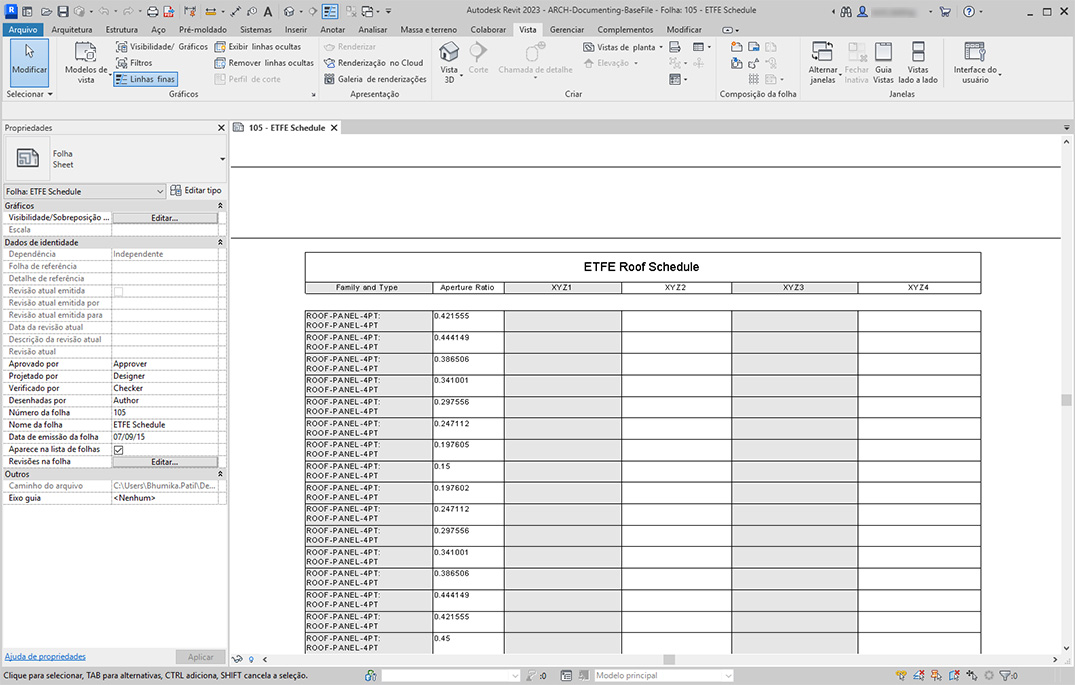 Autodesk Revit 2023 - ARCH-Documenting-BaseFile - Folha: 105 - ETFE Schedule
Arquivo Arquitetura Estrutura Aço Pré-moldado Sistemas Inserir Anotar Analisar Massa e terreno Colaborar Vista Gerenciar Complementos Modificar
Modificar
Selecionar
Modelos de
vista
Visibilidade/ Gráficos
Filtros
Linhas finas
Exibir linhas ocultas
Remover linhas ocultas
Perfil de corte
Gráficos
Renderizar
Renderização no Cloud
Galeria de renderizações
Apresentação
Vista
3D
Corte
Chamada de detalhe
Vistas de planta
Elevação
Criar
Composição da folha
Alternar
janelas
Fechar
Inativa
Guia
Vistas
Vistas
lado a lado
Janelas
Interface do
usuário
Propriedades
Folha
Sheet
Folha: ETFE Schedule
Editar tipo
Gráficos
Visibilidade/Sobreposição ... Editar...
Escala
Dados de identidade
Dependência Independente
Folha de referência
Detalhe de referência
Revisão atual emitida
Revisão atual emitida por
Revisão atual emitida para
Data da revisão atual
Descrição da revisão atual
Revisão atual
Aprovado por Approver
Projetado por Designer
Verificado por Checker
Desenhadas por Author
Número da folha 105
Nome da folha ETFE Schedule
Data de emissão da folha 07/09/15
Aparece na lista de folhas
Revisões na folha Editar...
Outros
Caminho do arquivo C:\Users\Bhumika.Patil\De...
Eixo guia <Nenhum>
Ajuda de propriedades
Aplicar
105 - ETFE Schedule
ETFE Roof Schedule
Family and Type Aperture Ratio XYZ1 XYZ2 XYZ3 XYZ4
ROOF-PANEL-4PT: 0.421555
ROOF-PANEL-4PT
ROOF-PANEL-4PT: 0.444149
ROOF-PANEL-4PT
ROOF-PANEL-4PT: 0.386506
ROOF-PANEL-4PT
ROOF-PANEL-4PT: 0.341001
ROOF-PANEL-4PT
ROOF-PANEL-4PT: 0.297556
ROOF-PANEL-4PT
ROOF-PANEL-4PT: 0.247112
ROOF-PANEL-4PT
ROOF-PANEL-4PT: 0.197605
ROOF-PANEL-4PT
ROOF-PANEL-4PT: 0.15
ROOF-PANEL-4PT
ROOF-PANEL-4PT: 0.197602
ROOF-PANEL-4PT
ROOF-PANEL-4PT: 0.247112
ROOF-PANEL-4PT
ROOF-PANEL-4PT: 0.297556
ROOF-PANEL-4PT
ROOF-PANEL-4PT: 0.341001
ROOF-PANEL-4PT
ROOF-PANEL-4PT: 0.386506
ROOF-PANEL-4PT
ROOF-PANEL-4PT: 0.444149
ROOF-PANEL-4PT
ROOF-PANEL-4PT: 0.421555
ROOF-PANEL-4PT
ROOF-PANEL-4PT: 0.45
ROOF-PANEL-4PT
Clique para selecionar, TAB para alternativas, CTRL adiciona, SHIFT cancela a seleção.
:0
Modelo principal
:0